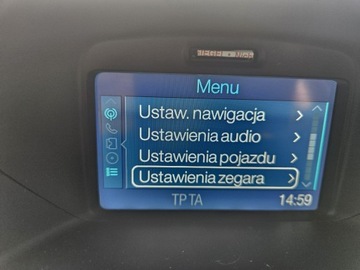 Menu
Ustaw. nawigacja
Ustawienia audio
Ustawienia pojazdu
Ustawienia zegara
TP TA 14:59